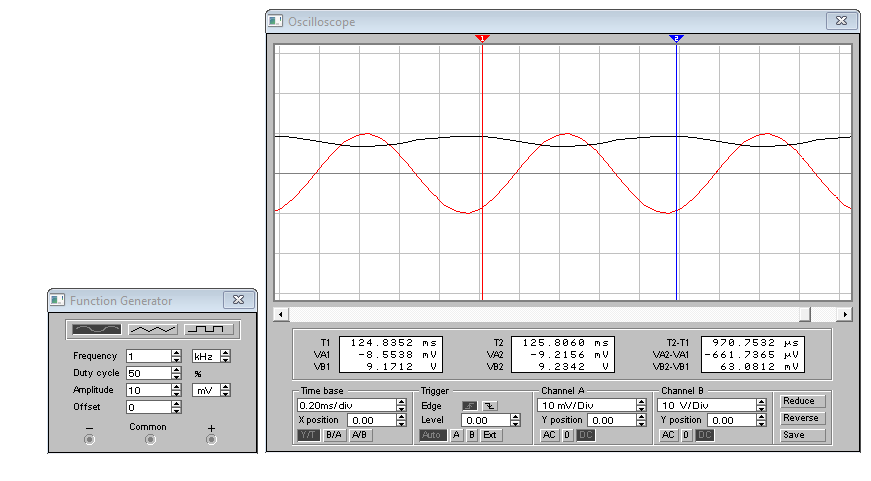 Oscilloscope
1 2
T1 124.8352 ms T2 125.8060 ms T2-T1 970.7532 µs
VA1 -8.5538 mV VA2 -9.2156 mV VA2-VA1 -661.7365 µV
VB1 9.1712 V VB2 9.2342 V VB2-VB1 63.0812 mV
Time base Trigger Channel A Channel B
0.20ms/div Edge 10 mV/Div 10 V/Div
X position 0.00 Level 0.00 Y position 0.00 Y position 0.00
Y/T B/A A/B Auto A B Ext AC 0 DC AC 0 DC
Reduce
Reverse
Save
Function Generator
Frequency 1 kHz
Duty cycle 50 %
Amplitude 10 mV
Offset 0
− Common +